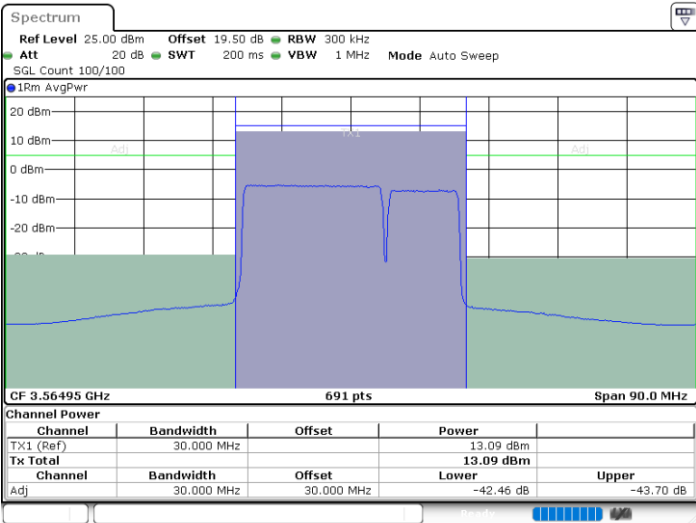 Spectrum
Ref Level 25.00 dBm Offset 19.50 dB RBW 300 kHz
Att 20 dB SWT 200 ms VBW 1 MHz Mode Auto Sweep
SGL Count 100/100
1Rm AvgPwr
20 dBm
TX1
10 dBm
Adj Adj
0 dBm
-10 dBm
-20 dBm
CF 3.56495 GHz 691 pts Span 90.0 MHz
Channel Power
Channel Bandwidth Offset Power
TX1 (Ref) 30.000 MHz 13.09 dBm
Tx Total 13.09 dBm
Channel Bandwidth Offset Lower Upper
Adj 30.000 MHz 30.000 MHz -42.46 dB -43.70 dB
Ready